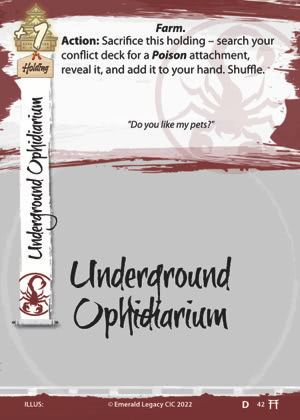 1
Holding
Farm.
Action: Sacrifice this holding – search your
conflict deck for a Poison attachment,
reveal it, and add it to your hand. Shuffle.
"Do you like my pets?"
Underground Ophidiarium
Underground
Ophidiarium
ILLUS:
© Emerald Legacy CIC 2022
D 42